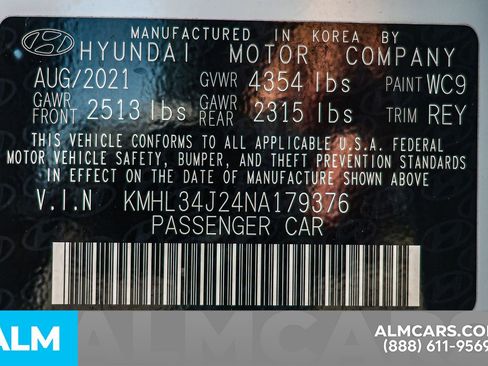 MANUFACTURED IN KOREA BY
HYUNDAI MOTOR COMPANY
AUG/2021 GVWR 4354 lbs PAINT WC9
GAWR FRONT 2513 lbs GAWR REAR 2315 lbs TRIM REY
THIS VEHICLE CONFORMS TO ALL APPLICABLE U.S.A. FEDERAL
MOTOR VEHICLE SAFETY, BUMPER, AND THEFT PREVENTION STANDARDS
IN EFFECT ON THE DATE OF MANUFACTURE SHOWN ABOVE.
V.I.N KMHL34J24NA179376
PASSENGER CAR
ALM
ALMCARS
ALMCARS.CO
(888) 611-9569